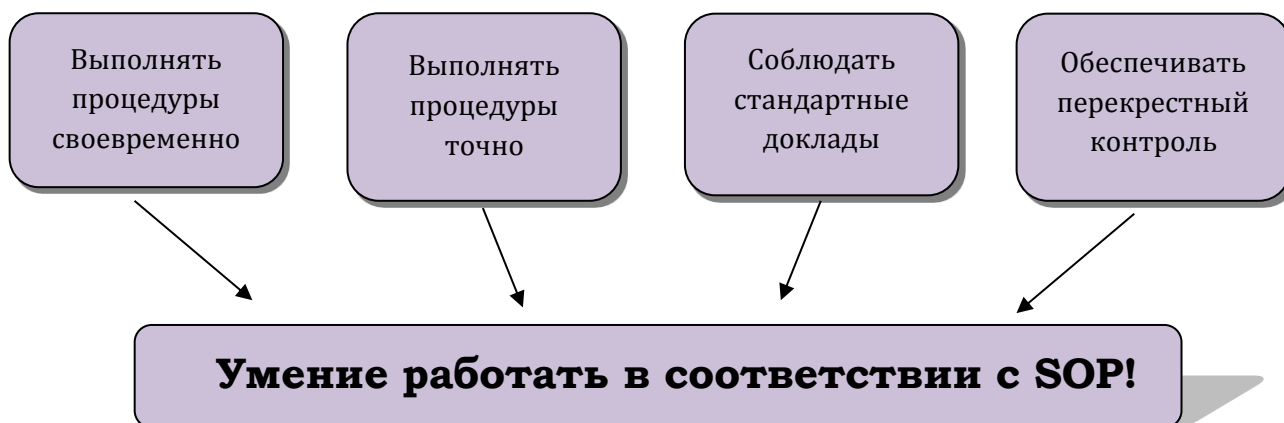 Выполнять
процедуры
своевременно
Выполнять
процедуры
точно
Соблюдать
стандартные
доклады
Обеспечивать
перекрестный
контроль
Умение работать в соответствии с SOP!